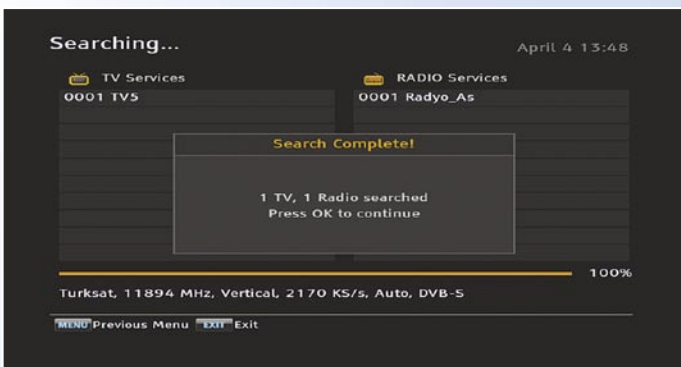 Searching...
April 4 13:48
TV Services
RADIO Services
0001 TV5
0001 Radyo_As
Search Complete!
1 TV, 1 Radio searched
Press OK to continue
100%
Turksat, 11894 MHz, Vertical, 2170 KS/s, Auto, DVB-S
MENU Previous Menu EXIT Exit